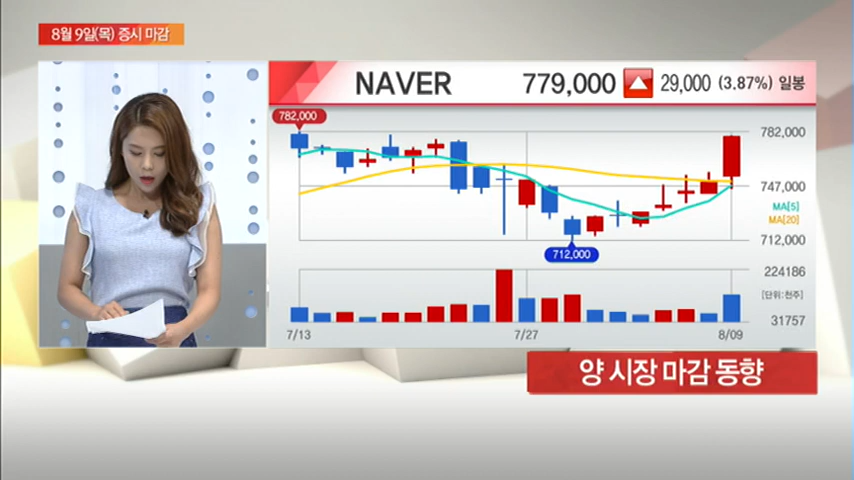 8월 9일(목) 증시 마감
NAVER 779,000 29,000 (3.87%) 일봉
782,000
782,000
747,000
MA[5]
MA[20]
712,000
712,000
224186
[단위:천주]
31757
7/13 7/27 8/09
양 시장 마감 동향